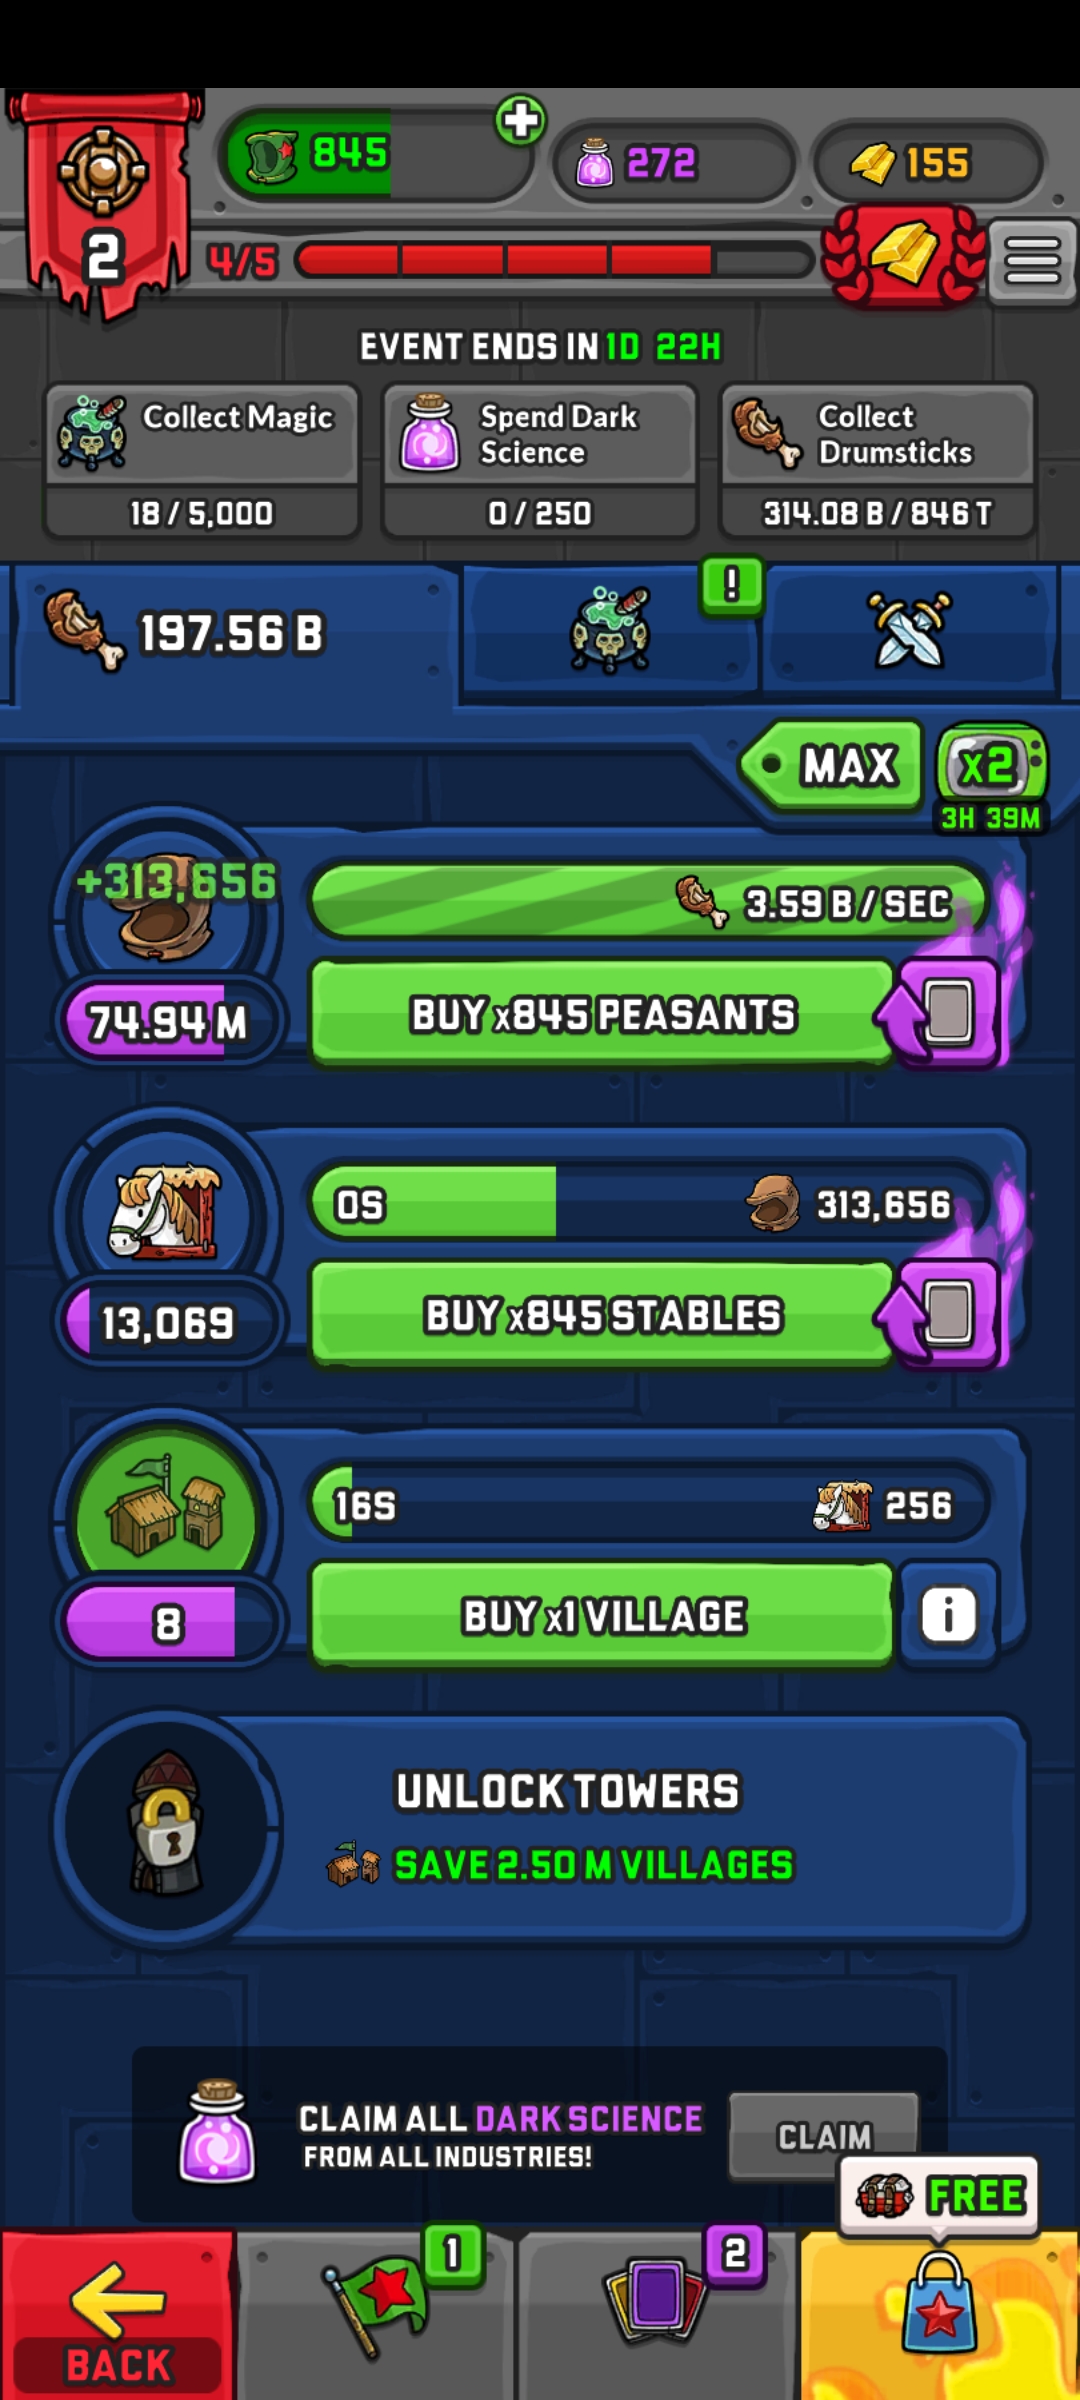 845
272
155
2
4/5
EVENT ENDS IN 1D 22H
Collect Magic
18 / 5,000
Spend Dark
Science
0 / 250
Collect
Drumsticks
314.08 B / 846 T
197.56 B
!
MAX
x2
3H 39M
+313,656
3.59 B / SEC
74.94 M
BUY x845 PEASANTS
0S
313,656
13,069
BUY x845 STABLES
16S
256
8
BUY x1 VILLAGE
i
UNLOCK TOWERS
SAVE 2.50 M VILLAGES
CLAIM ALL DARK SCIENCE
FROM ALL INDUSTRIES!
CLAIM
FREE
1
2
BACK